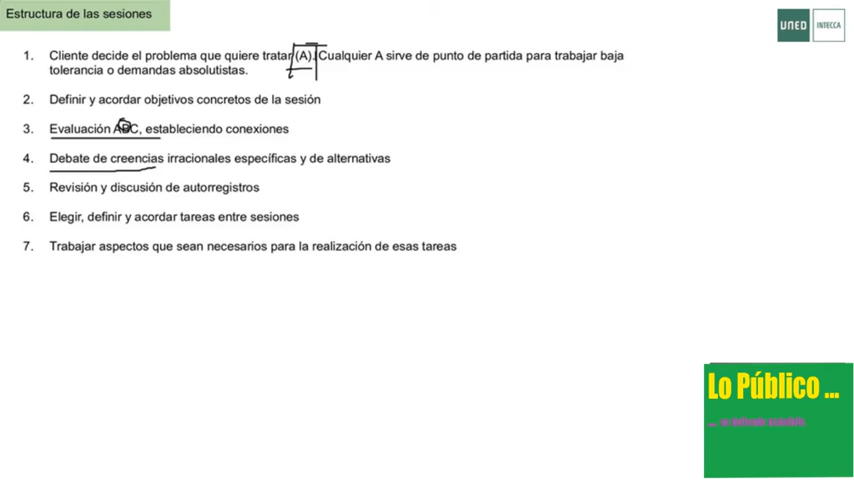 Estructura de las sesiones
UNED INTECCA
1. Cliente decide el problema que quiere tratar (A). Cualquier A sirve de punto de partida para trabajar baja
tolerancia o demandas absolutistas.
2. Definir y acordar objetivos concretos de la sesión
3. Evaluación ABC, estableciendo conexiones
4. Debate de creencias irracionales específicas y de alternativas
5. Revisión y discusión de autorregistros
6. Elegir, definir y acordar tareas entre sesiones
7. Trabajar aspectos que sean necesarios para la realización de esas tareas
Lo Público ...